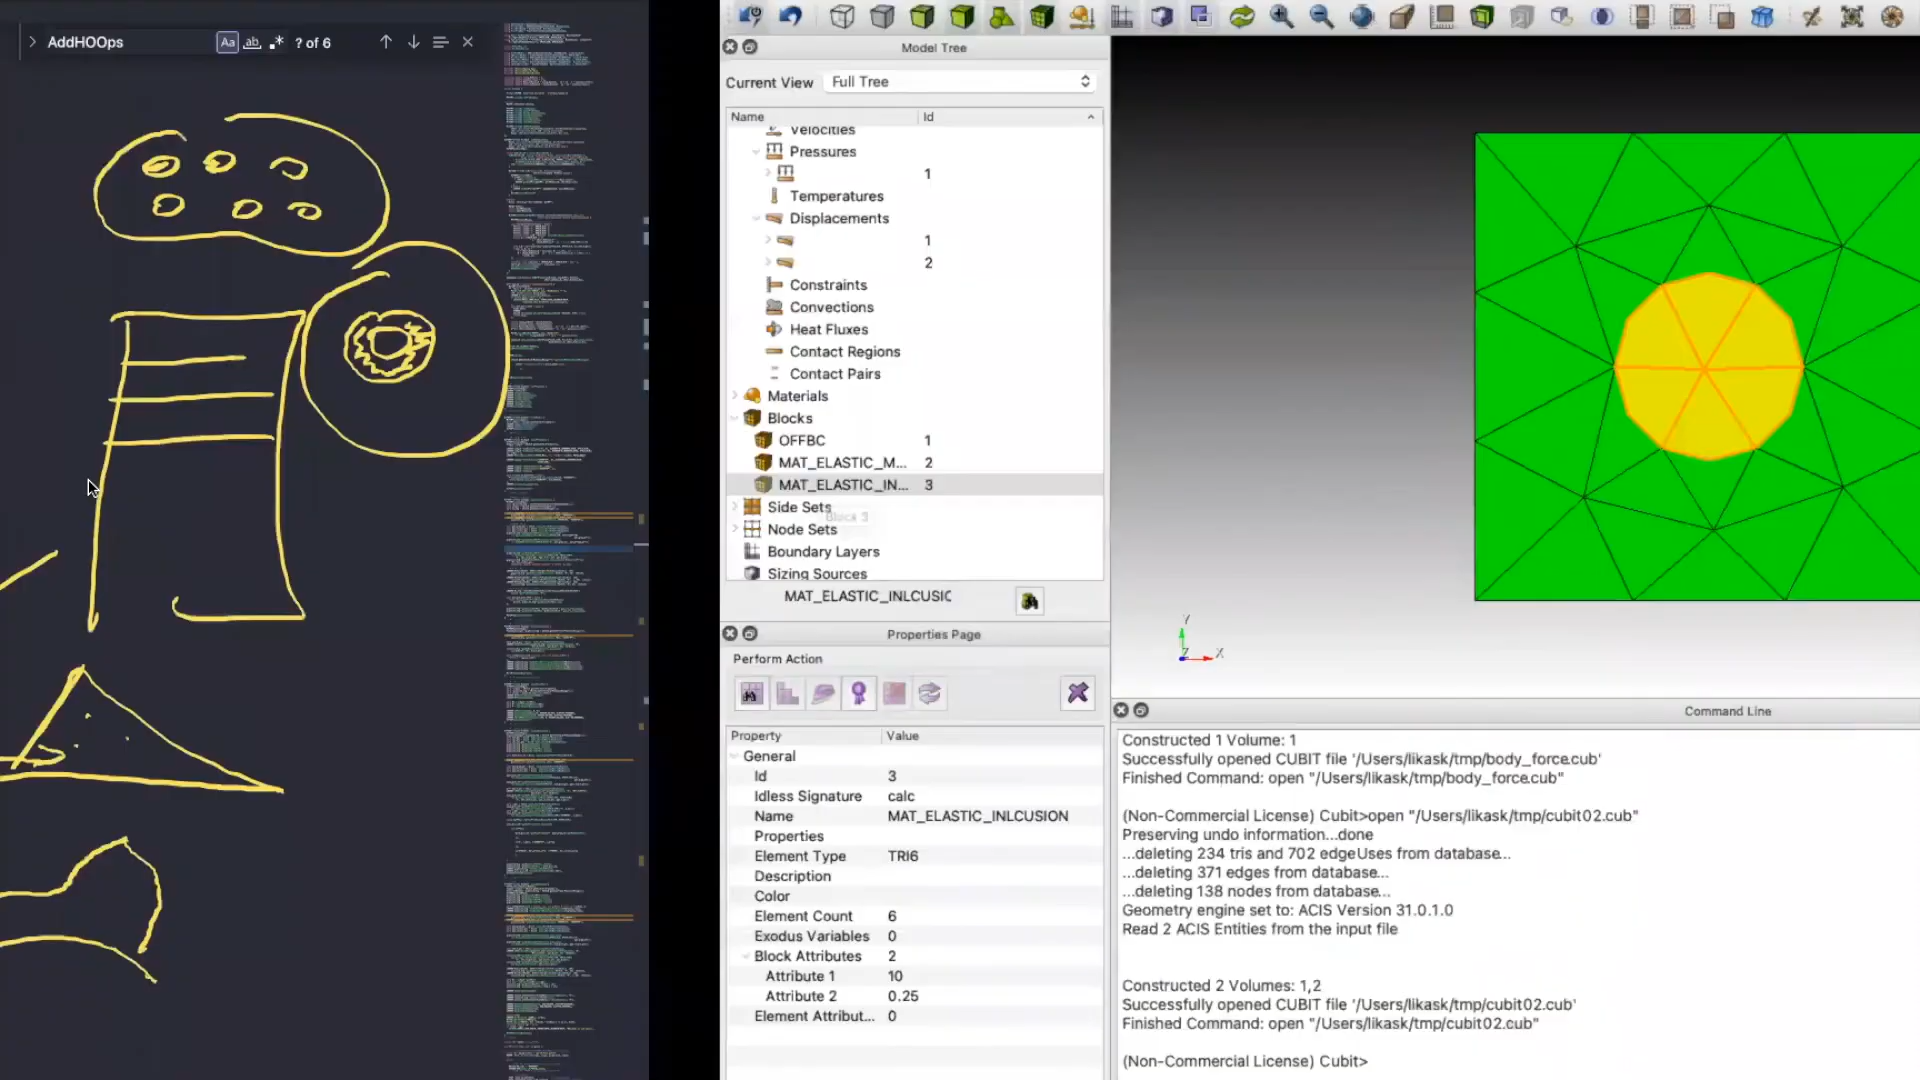 AddHOOps
Aa ab
? of 6
Model Tree
Current View Full Tree
Name Id
Velocities
Pressures
1
Temperatures
Displacements
1
2
Constraints
Convections
Heat Fluxes
Contact Regions
Contact Pairs
Materials
Blocks
OFFBC 1
MAT_ELASTIC_M... 2
MAT_ELASTIC_IN... 3
Side Sets
Block 3
Node Sets
Boundary Layers
Sizing Sources
MAT_ELASTIC_INLCUSIC
Properties Page
Perform Action
Property Value
General
Id 3
Idless Signature calc
Name MAT_ELASTIC_INLCUSION
Properties
Element Type TRI6
Description
Color
Element Count 6
Exodus Variables 0
Block Attributes 2
Attribute 1 10
Attribute 2 0.25
Element Attribut... 0
Y
Z X
Command Line
Constructed 1 Volume: 1
Successfully opened CUBIT file '/Users/likask/tmp/body_force.cub'
Finished Command: open "/Users/likask/tmp/body_force.cub"
(Non-Commercial License) Cubit>open "/Users/likask/tmp/cubit02.cub"
Preserving undo information...done
...deleting 234 tris and 702 edgeUses from database...
...deleting 371 edges from database...
...deleting 138 nodes from database...
Geometry engine set to: ACIS Version 31.0.1.0
Read 2 ACIS Entities from the input file
Constructed 2 Volumes: 1,2
Successfully opened CUBIT file '/Users/likask/tmp/cubit02.cub'
Finished Command: open "/Users/likask/tmp/cubit02.cub"
(Non-Commercial License) Cubit>